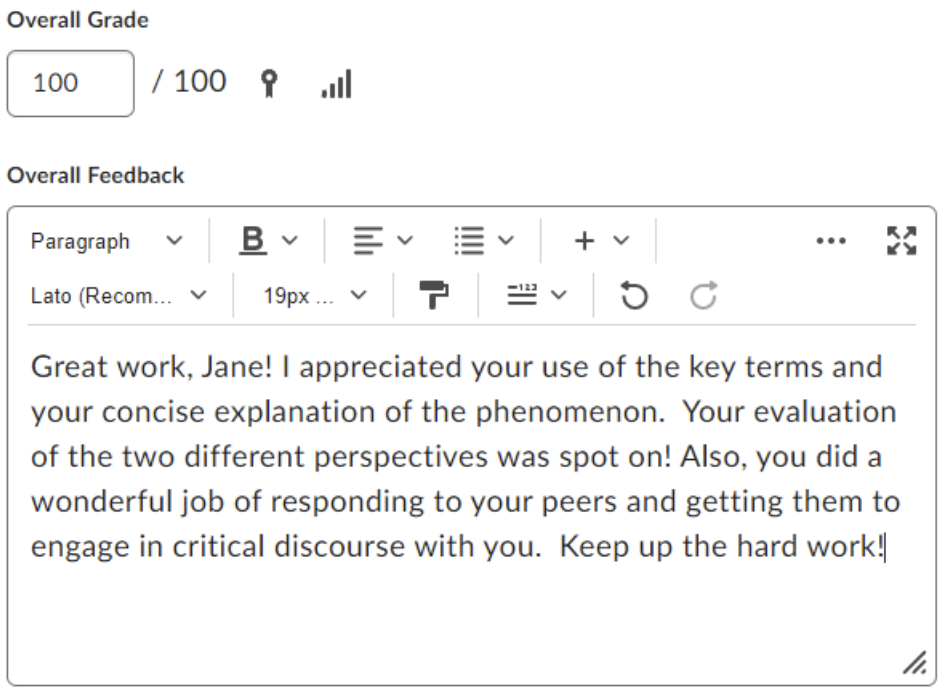 Overall Grade
100 / 100
Overall Feedback
Paragraph B +
Lato (Recom... 19px ... 123
Great work, Jane! I appreciated your use of the key terms and
your concise explanation of the phenomenon.  Your evaluation
of the two different perspectives was spot on! Also, you did a
wonderful job of responding to your peers and getting them to
engage in critical discourse with you.  Keep up the hard work!